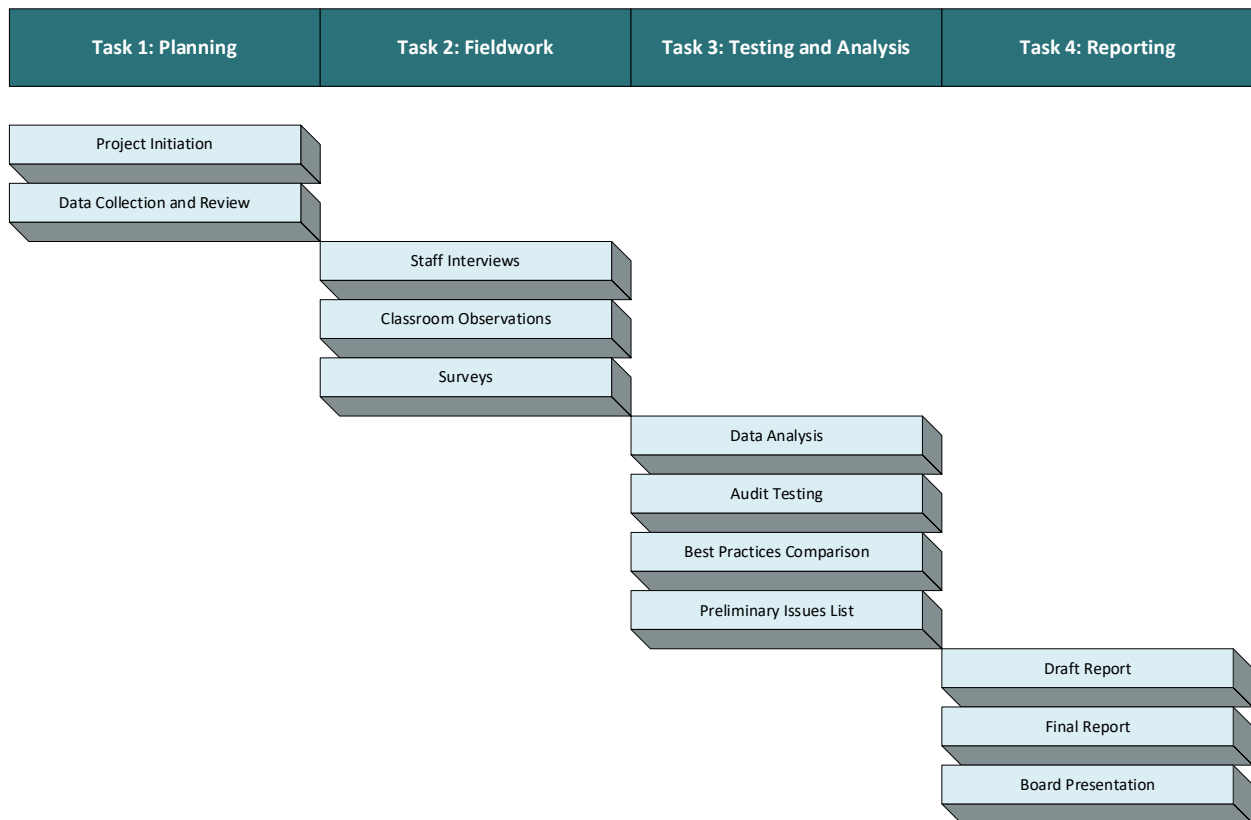 Task 1: Planning
Task 2: Fieldwork
Task 3: Testing and Analysis
Task 4: Reporting
Project Initiation
Data Collection and Review
Staff Interviews
Classroom Observations
Surveys
Data Analysis
Audit Testing
Best Practices Comparison
Preliminary Issues List
Draft Report
Final Report
Board Presentation